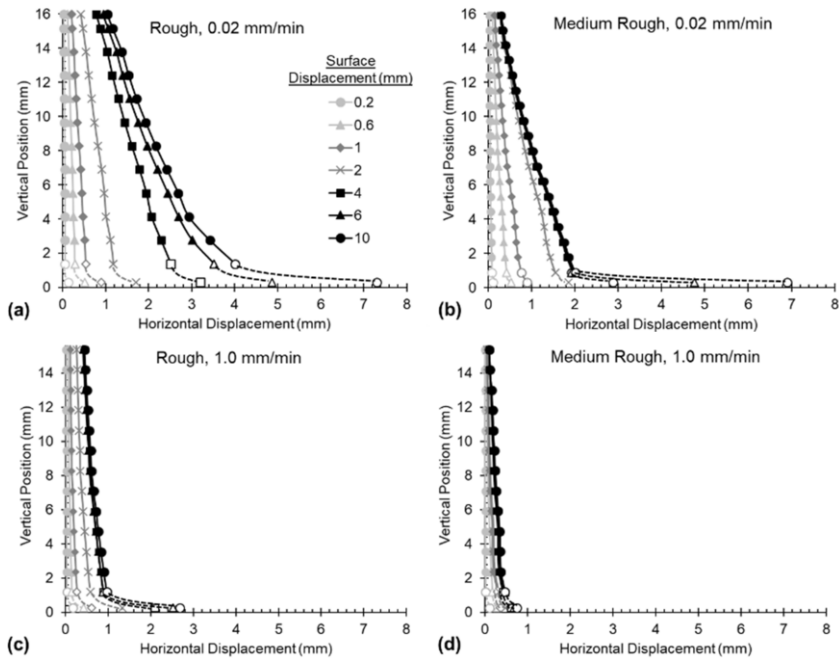 Rough, 0.02 mm/min
Surface
Displacement (mm)
0.2
0.6
1
2
4
6
10
Vertical Position (mm)
16
14
12
10
8
6
4
2
0
0 1 2 3 4 5 6 7 8
(a)
Horizontal Displacement (mm)
Medium Rough, 0.02 mm/min
Vertical Position (mm)
16
14
12
10
8
6
4
2
0
0 1 2 3 4 5 6 7 8
(b)
Horizontal Displacement (mm)
Rough, 1.0 mm/min
Vertical Position (mm)
14
12
10
8
6
4
2
0
0 1 2 3 4 5 6 7 8
(c)
Horizontal Displacement (mm)
Medium Rough, 1.0 mm/min
Vertical Position (mm)
14
12
10
8
6
4
2
0
0 1 2 3 4 5 6 7 8
(d)
Horizontal Displacement (mm)